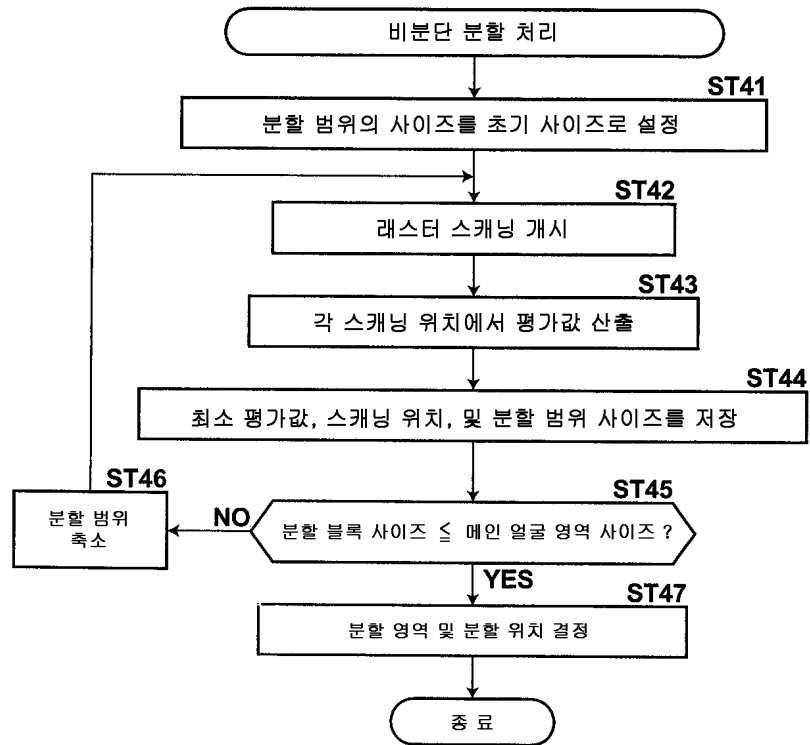 비분단 분할 처리
ST41
분할 범위의 사이즈를 초기 사이즈로 설정
ST42
래스터 스캐닝 개시
ST43
각 스캐닝 위치에서 평가값 산출
ST44
최소 평가값, 스캐닝 위치, 및 분할 범위 사이즈를 저장
ST46
분할 범위
축소
NO
ST45
분할 블록 사이즈 ≦ 메인 얼굴 영역 사이즈 ?
YES
ST47
분할 영역 및 분할 위치 결정
종 료